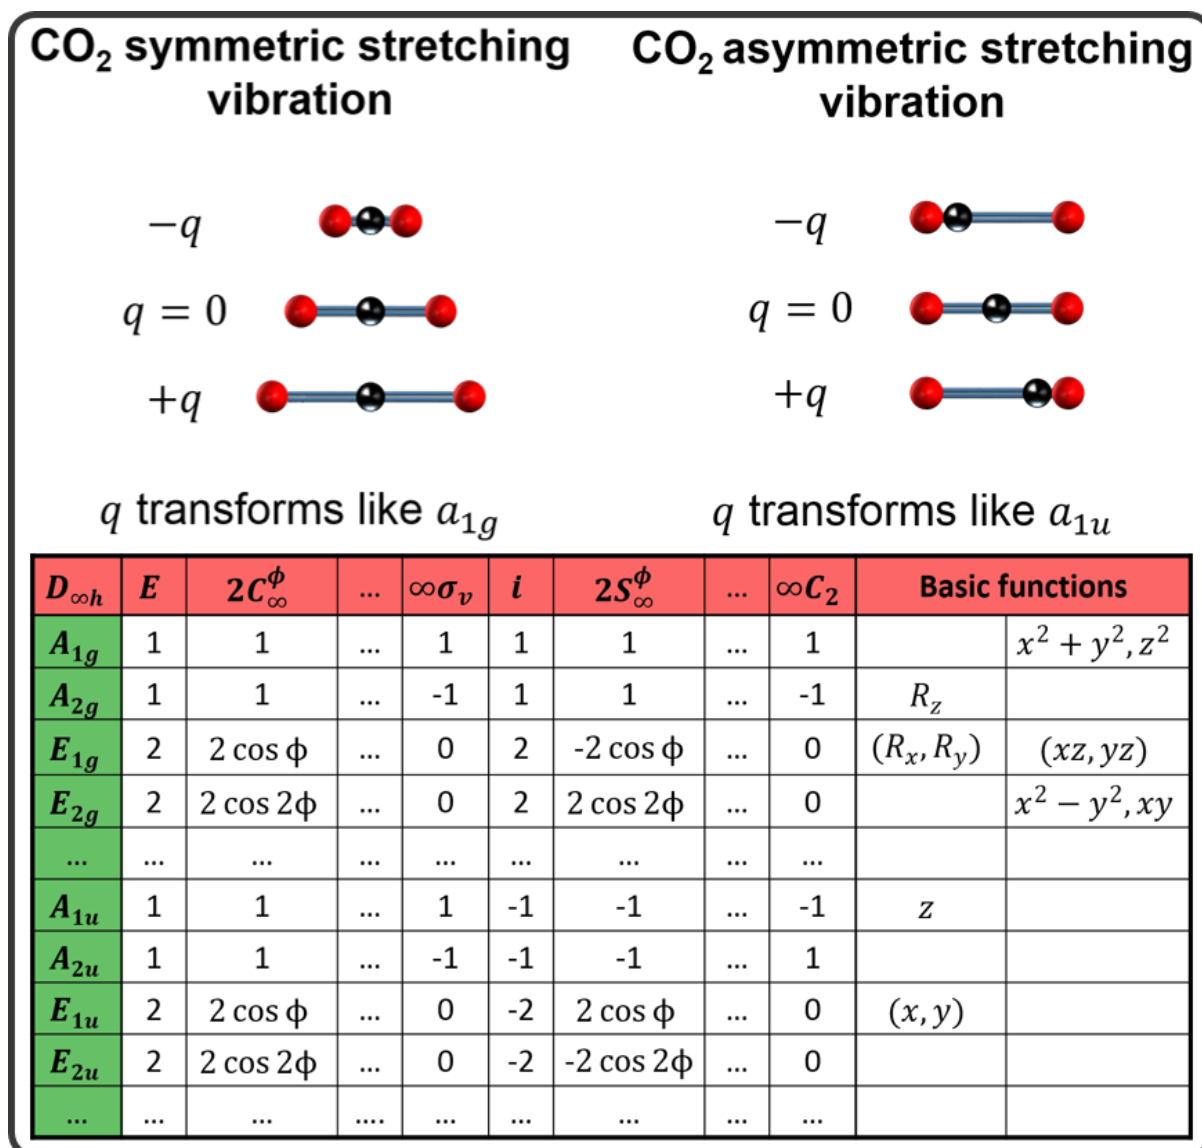 CO₂ symmetric stretching
vibration
−q
q = 0
+q
q transforms like a₁g
CO₂ asymmetric stretching
vibration
−q
q = 0
+q
q transforms like a₁u
D∞h E 2C∞^ϕ ... ∞σv i 2S∞^ϕ ... ∞C₂ Basic functions
A₁g 1 1 ... 1 1 1 ... 1 x² + y², z²
A₂g 1 1 ... -1 1 1 ... -1 Rz
E₁g 2 2 cos ϕ ... 0 2 -2 cos ϕ ... 0 (Rx, Ry) (xz, yz)
E₂g 2 2 cos 2ϕ ... 0 2 2 cos 2ϕ ... 0 x² − y², xy
... ... ... ... ... ... ... ...
A₁u 1 1 ... 1 -1 -1 ... -1 z
A₂u 1 1 ... -1 -1 -1 ... 1
E₁u 2 2 cos ϕ ... 0 -2 2 cos ϕ ... 0 (x, y)
E₂u 2 2 cos 2ϕ ... 0 -2 -2 cos 2ϕ ... 0
... ... ... .... ... ... ... ... ...